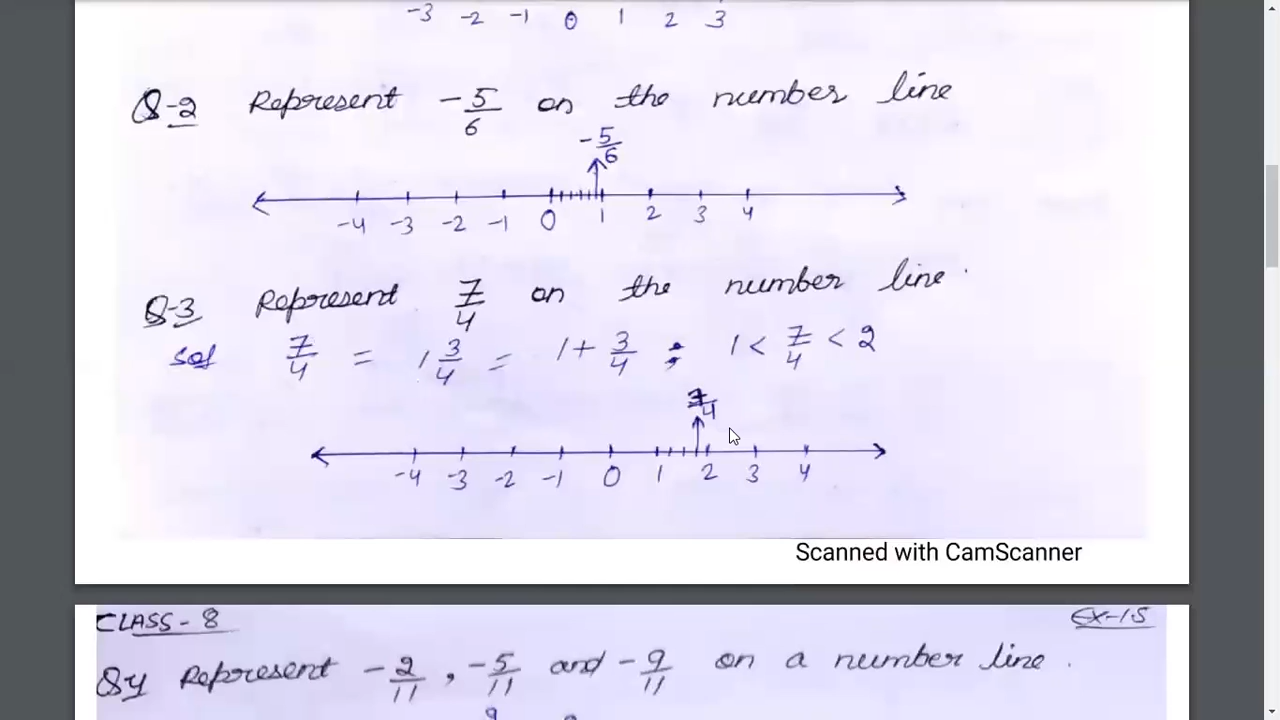 -3 -2 -1 0 1 2 3
Q-2 Represent -5/6 on the number line
-5/6
-4 -3 -2 -1 0 1 2 3 4
Q-3 Represent 7/4 on the number line.
Sol 7/4 = 1 3/4 = 1 + 3/4 ; 1 < 7/4 < 2
7/4
-4 -3 -2 -1 0 1 2 3 4
Scanned with CamScanner
CLASS - 8 EX-1.5
Q4 Represent -2/11 , -5/11 and -9/11 on a number line .